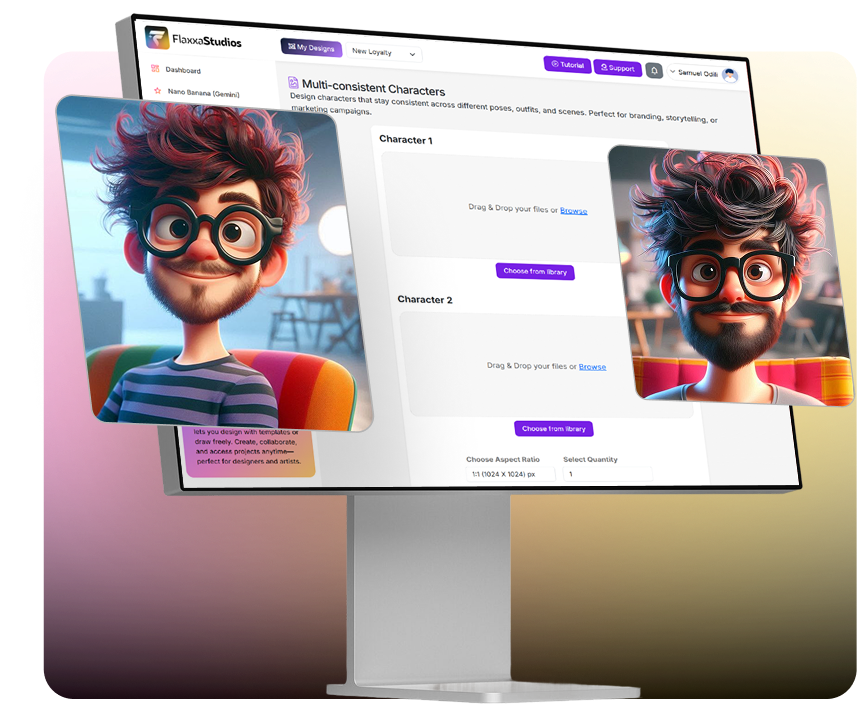 FlaxxaStudios
My Designs
New Loyalty
Tutorial
Support
Samuel Odili
Dashboard
Nano Banana (Gemini)
Multi-consistent Characters
Design characters that stay consistent across different poses, outfits, and scenes. Perfect for branding, storytelling, or
marketing campaigns.
Character 1
Drag & Drop your files or Browse
Choose from library
Character 2
Drag & Drop your files or Browse
Choose from library
lets you design with templates or
draw freely. Create, collaborate,
and access projects anytime—
perfect for designers and artists.
Choose Aspect Ratio
Select Quantity
1:1 (1024 X 1024) px
1